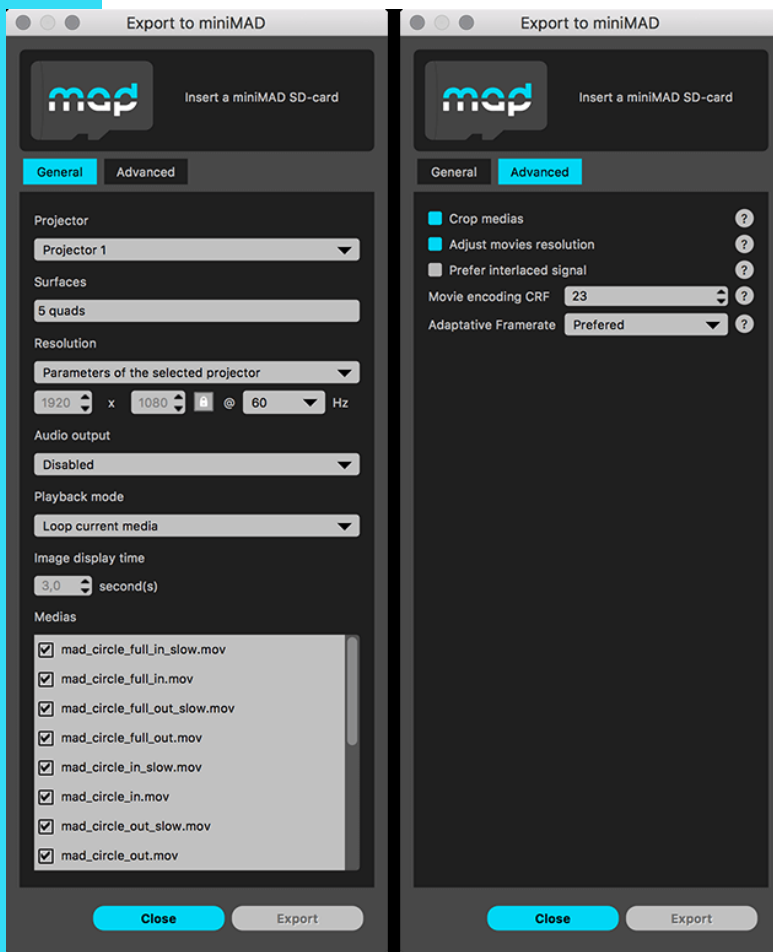 Export to miniMAD
mad
Insert a miniMAD SD-card
General
Advanced
Projector
Projector 1
Surfaces
5 quads
Resolution
Parameters of the selected projector
1920 x 1080 @ 60 Hz
Audio output
Disabled
Playback mode
Loop current media
Image display time
3,0 second(s)
Medias
mad_circle_full_in_slow.mov
mad_circle_full_in.mov
mad_circle_full_out_slow.mov
mad_circle_full_out.mov
mad_circle_in_slow.mov
mad_circle_in.mov
mad_circle_out_slow.mov
mad_circle_out.mov
Close
Export
Export to miniMAD
mad
Insert a miniMAD SD-card
General
Advanced
Crop medias ?
Adjust movies resolution ?
Prefer interlaced signal ?
Movie encoding CRF 23 ?
Adaptative Framerate Prefered ?
Close
Export